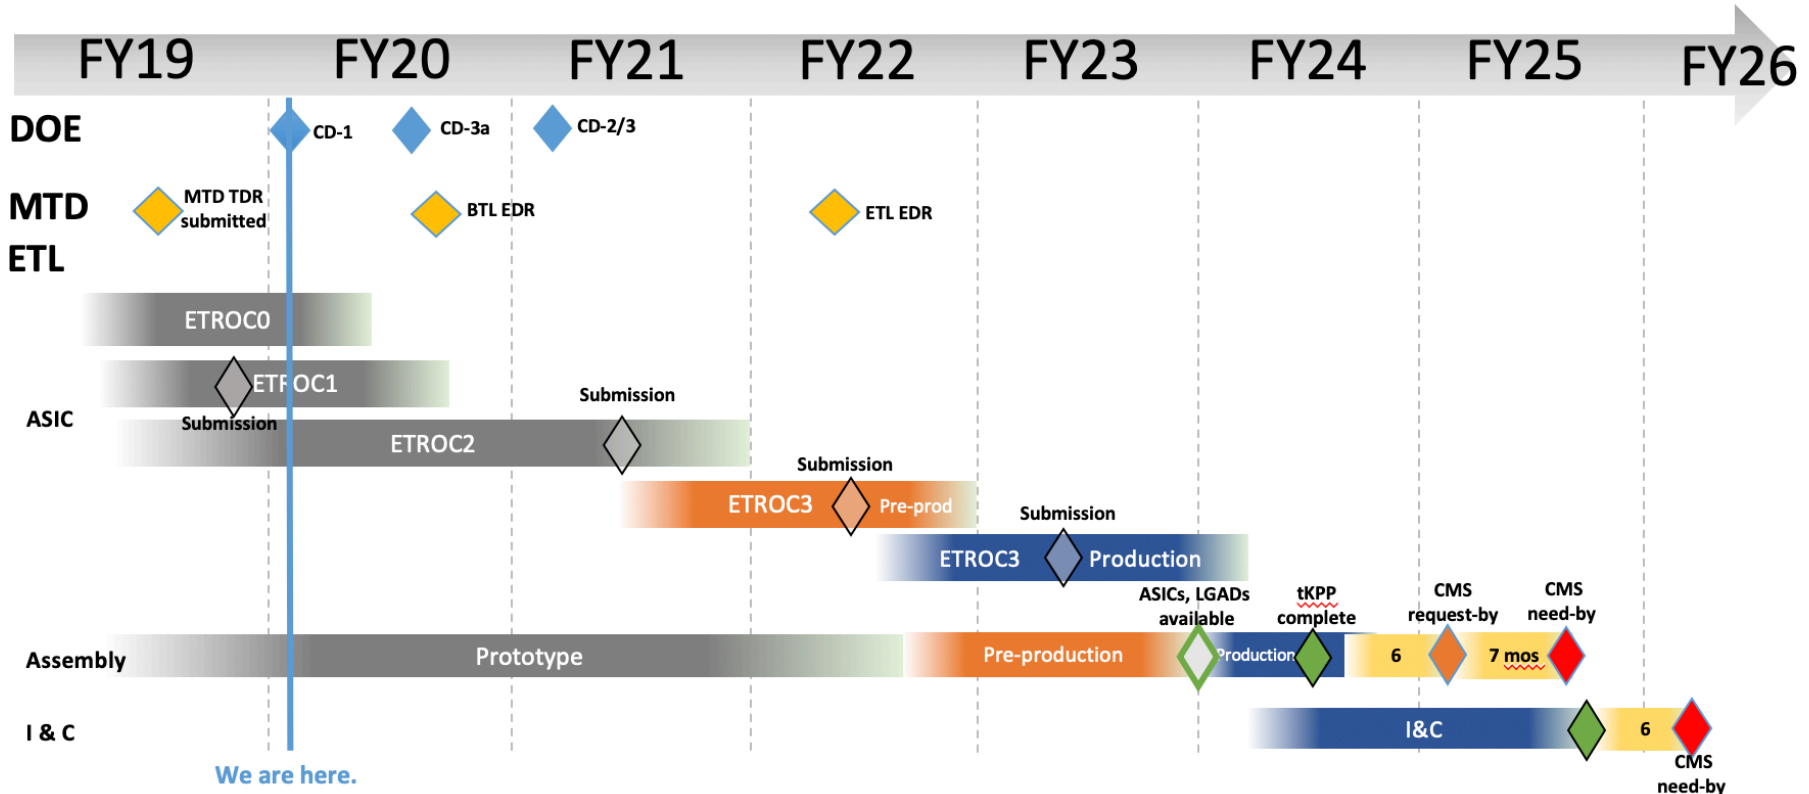 FY19 FY20 FY21 FY22 FY23 FY24 FY25 FY26
DOE CD-1 CD-3a CD-2/3
MTD MTD TDR
submitted BTL EDR ETL EDR
ETL
ETROC0
ETROC1
Submission
Submission
ASIC
ETROC2
Submission
ETROC3 Pre-prod
Submission
ETROC3 Production
ASICs, LGADs
available
tKPP
complete
CMS
request-by
CMS
need-by
Assembly Prototype Pre-production Production 6 7 mos
I & C I&C 6
CMS
need-by
We are here.